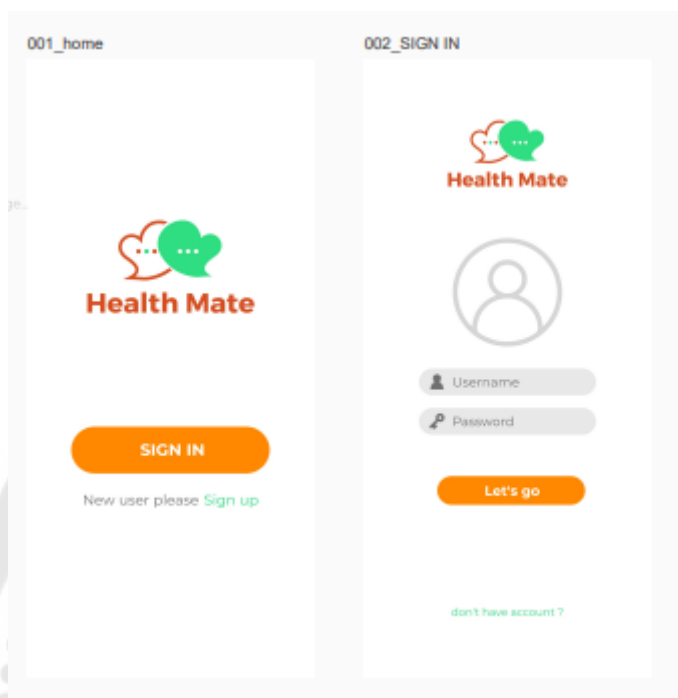 001_home
Health Mate
SIGN IN
New user please Sign up
002_SIGN IN
Health Mate
Username
Password
Let's go
don't have account ?